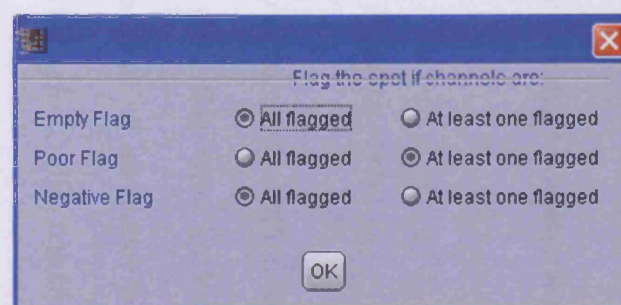 Flag the spot if channels are:
Empty Flag All flagged At least one flagged
Poor Flag All flagged At least one flagged
Negative Flag All flagged At least one flagged
OK